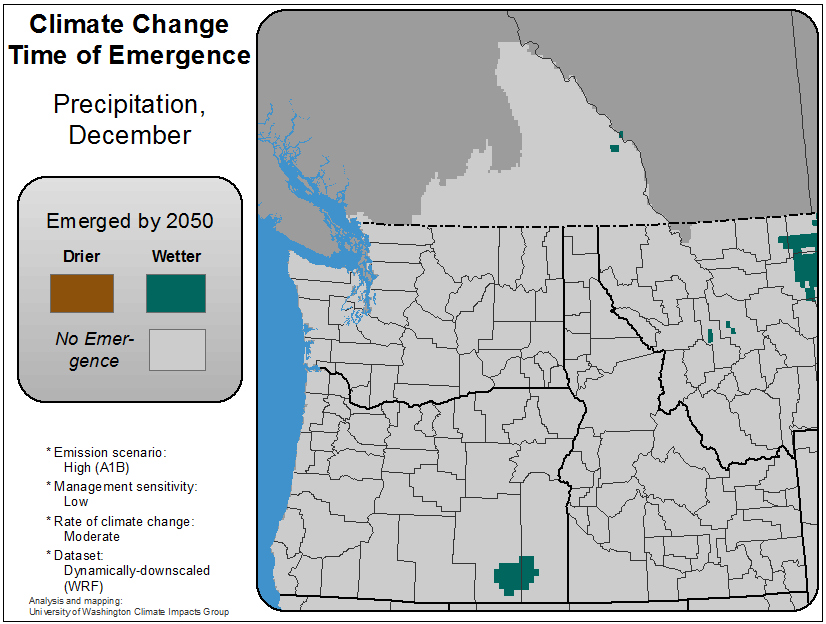 Climate Change
Time of Emergence
Precipitation,
December
Emerged by 2050
Drier
Wetter
No Emer-
gence
* Emission scenario:
High (A1B)
* Management sensitivity:
Low
* Rate of climate change:
Moderate
* Dataset:
Dynamically-downscaled
(WRF)
Analysis and mapping:
University of Washington Climate Impacts Group